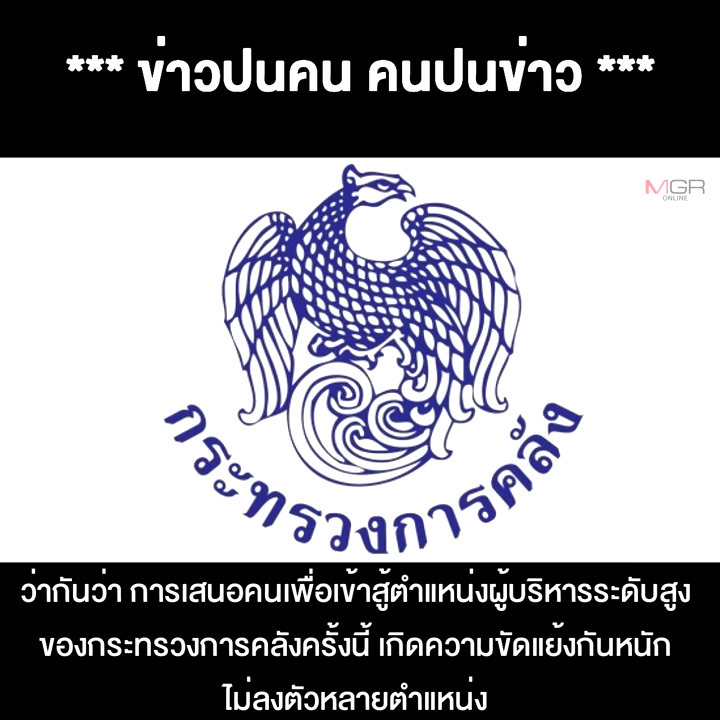 *** ข่าวปนคน คนปนข่าว ***
MGR
ONLINE
กระทรวงการคลัง
ว่ากันว่า การเสนอคนเพื่อเข้าสู้ตำแหน่งผู้บริหารระดับสูง
ของกระทรวงการคลังครั้งนี้ เกิดความขัดแย้งกันหนัก
ไม่ลงตัวหลายตำแหน่ง